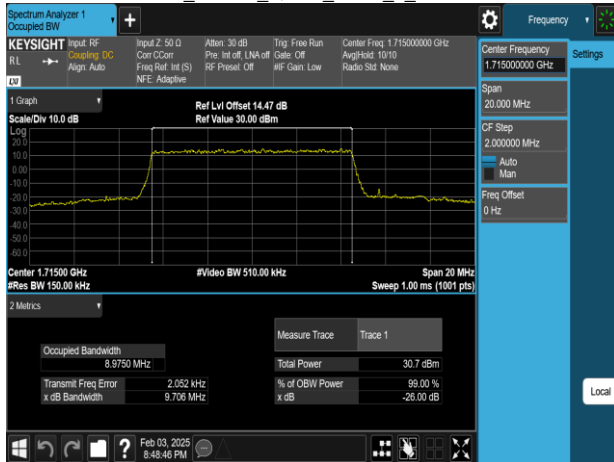 Spectrum Analyzer 1
Occupied BW
Frequency
KEYSIGHT
RL
LXI
Input: RF
Coupling: DC
Align: Auto
Input Z: 50 Ω
Corr CCorr
Freq Ref: Int (S)
NFE: Adaptive
Atten: 30 dB
Pre: Int off, LNA off
RF Preset: Off
Trig: Free Run
Gate: Off
#IF Gain: Low
Center Freq: 1.715000000 GHz
Avg|Hold: 10/10
Radio Std: None
Center Frequency
1.715000000 GHz
Settings
Span
20.000 MHz
CF Step
2.000000 MHz
Auto
Man
Freq Offset
0 Hz
1 Graph
Scale/Div 10.0 dB
Ref Lvl Offset 14.47 dB
Ref Value 30.00 dBm
Log
20.0
10.0
0.00
-10.0
-20.0
-30.0
-40.0
-50.0
-60.0
Center 1.71500 GHz
#Video BW 510.00 kHz
Span 20 MHz
#Res BW 150.00 kHz
Sweep 1.00 ms (1001 pts)
2 Metrics
Measure Trace
Trace 1
Occupied Bandwidth
8.9750 MHz
Total Power
30.7 dBm
Transmit Freq Error
2.052 kHz
% of OBW Power
99.00 %
x dB Bandwidth
9.706 MHz
x dB
-26.00 dB
Local
?
Feb 03, 2025
8:48:46 PM